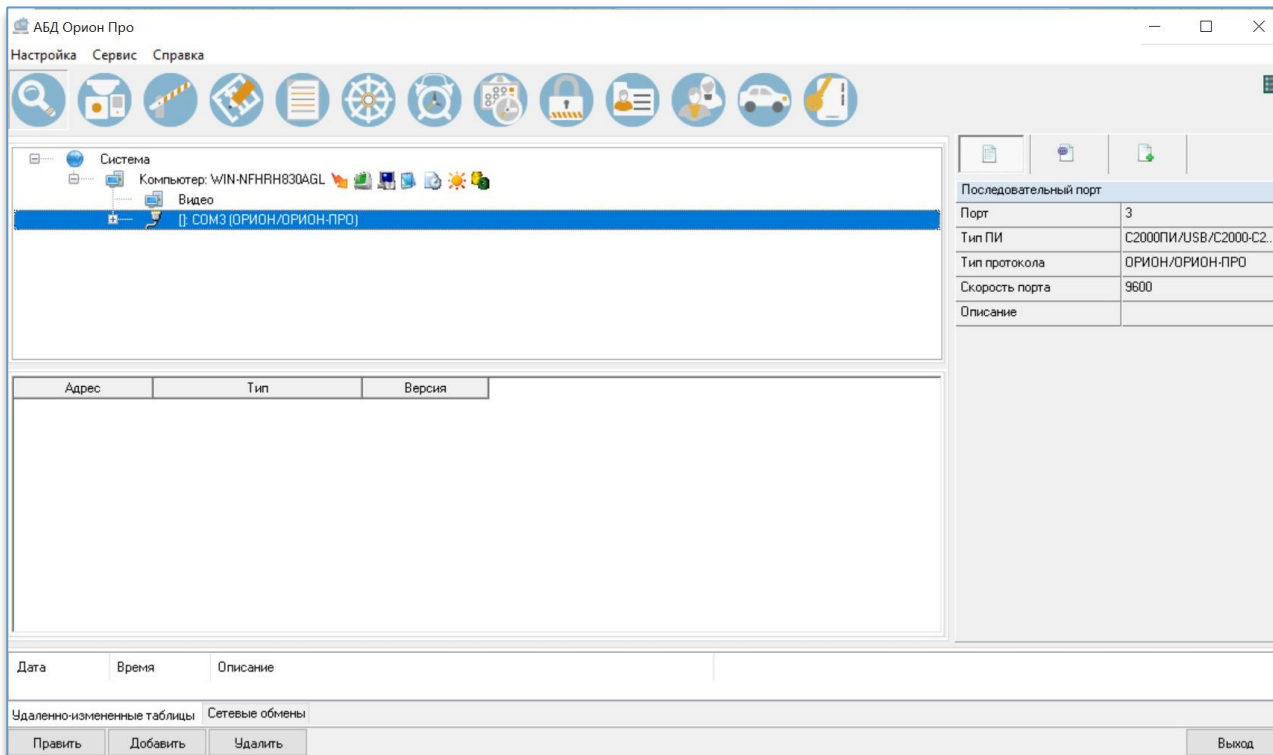 АБД Орион Про
Настройка Сервис Справка
Система
Компьютер: WIN-NFHRH830AGL
Видео
[]: COM3 (ОРИОН/ОРИОН-ПРО)
Последовательный порт
Порт 3
Тип ПИ С2000ПИ/USB/С2000-С2...
Тип протокола ОРИОН/ОРИОН-ПРО
Скорость порта 9600
Описание
Адрес Тип Версия
Дата Время Описание
Удаленно-измененные таблицы Сетевые обмены
Править Добавить Удалить Выход